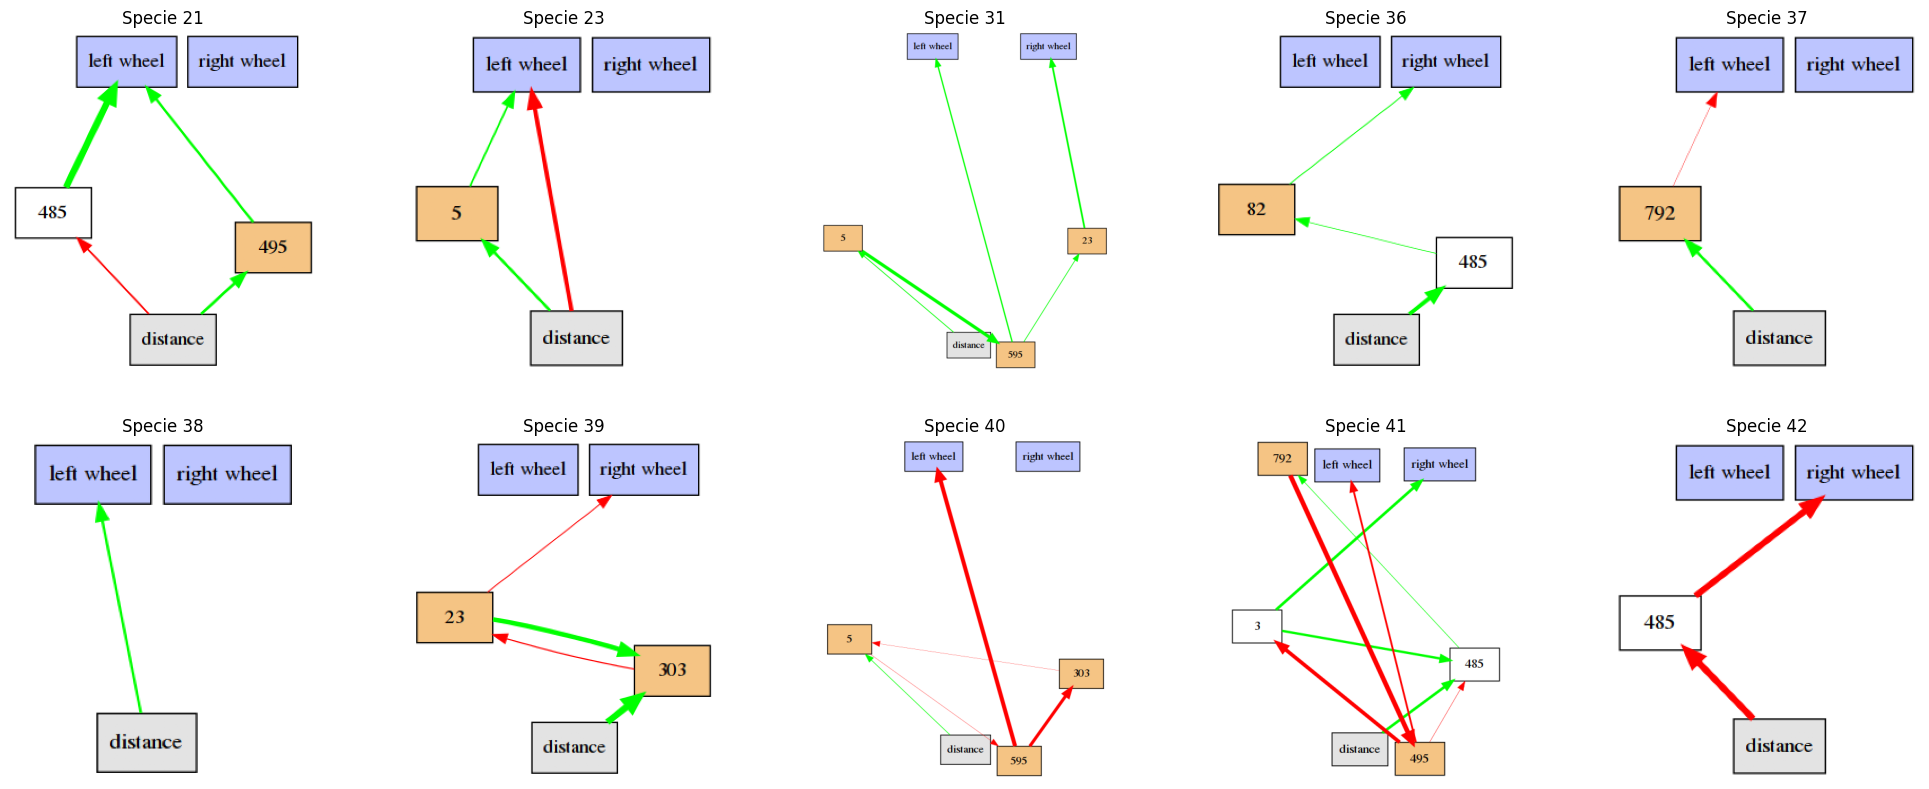 Specie 21
left wheel
right wheel
485
495
distance
Specie 23
left wheel
right wheel
5
distance
Specie 31
left wheel
right wheel
5
23
distance
595
Specie 36
left wheel
right wheel
82
485
distance
Specie 37
left wheel
right wheel
792
distance
Specie 38
left wheel
right wheel
distance
Specie 39
left wheel
right wheel
23
303
distance
Specie 40
left wheel
right wheel
5
303
distance
595
Specie 41
792
left wheel
right wheel
3
485
distance
495
Specie 42
left wheel
right wheel
485
distance